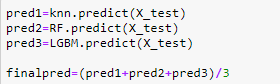 pred1=knn.predict(X_test)
pred2=RF.predict(X_test)
pred3=LGBM.predict(X_test)
finalpred=(pred1+pred2+pred3)/3